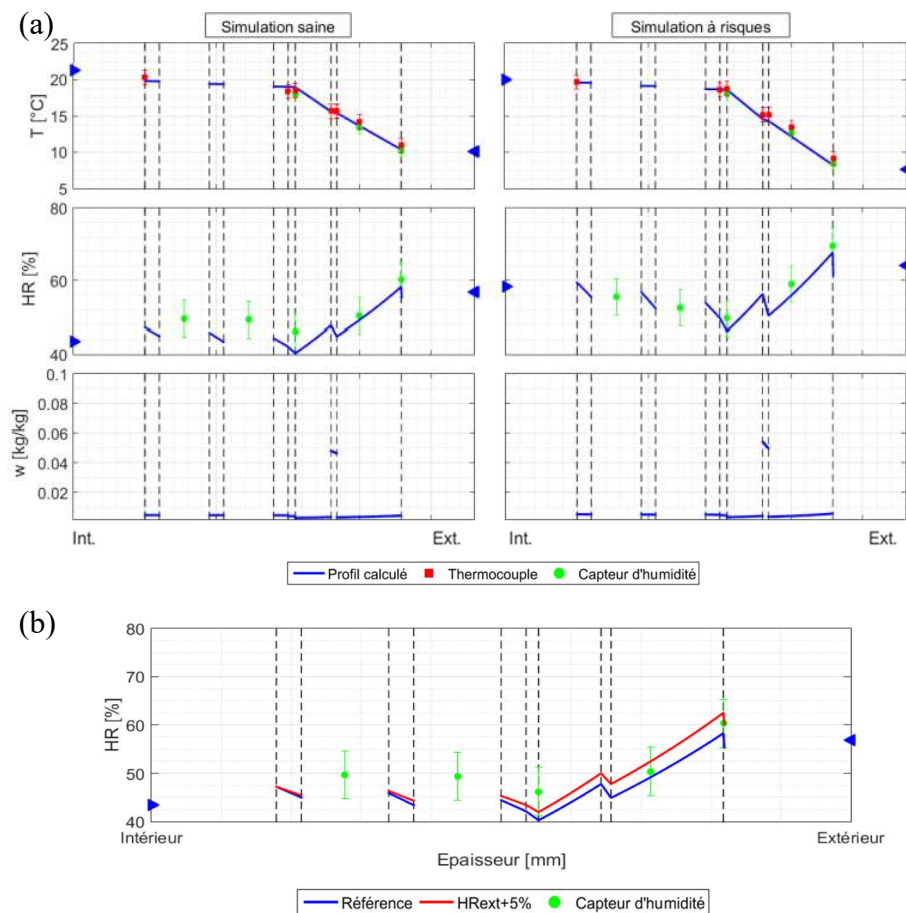 (a)
Simulation saine
Simulation à risques
T [°C]
25
20
15
10
5
HR [%]
80
60
40
w [kg/kg]
0.1
0.08
0.06
0.04
0.02
Int.
Ext.
Int.
Ext.
Profil calculé
Thermocouple
Capteur d'humidité
(b)
HR [%]
80
70
60
50
40
Intérieur
Extérieur
Epaisseur [mm]
Référence
HRext+5%
Capteur d'humidité